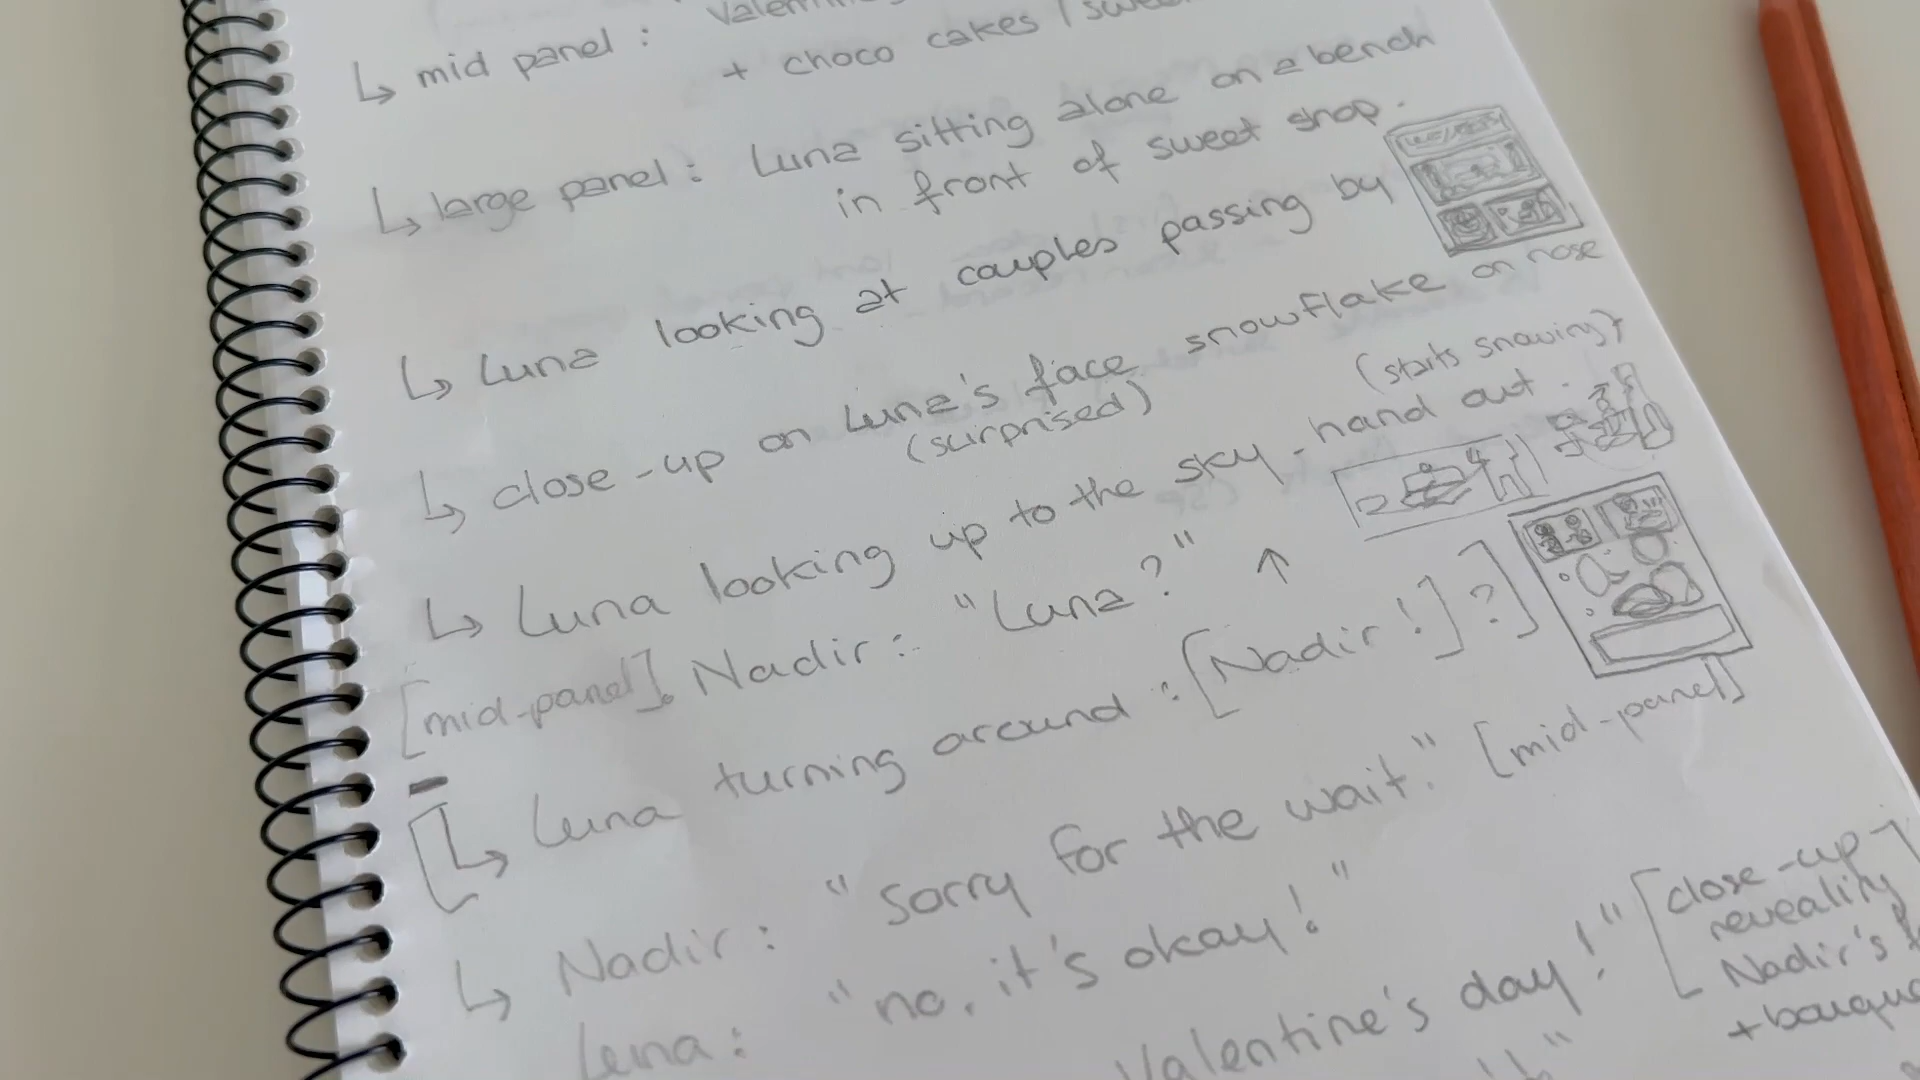 ↳ mid panel :
+ choco cakes
↳ large panel : Luna sitting alone on a bench
in front of sweet shop.
↳ Luna looking at couples passing by
↳ close-up on Luna's face snowflake on nose
(surprised) (starts snowing)
↳ Luna looking up to the sky - hand out.
[mid-panel]. Nadir : "Luna?" ↑
[↳ Luna turning around : [Nadir !] ?]
↳ Nadir : "sorry for the wait." [mid-panel]
Luna : "no, it's okay!"
Valentine's day!" [close-up
Nadir's